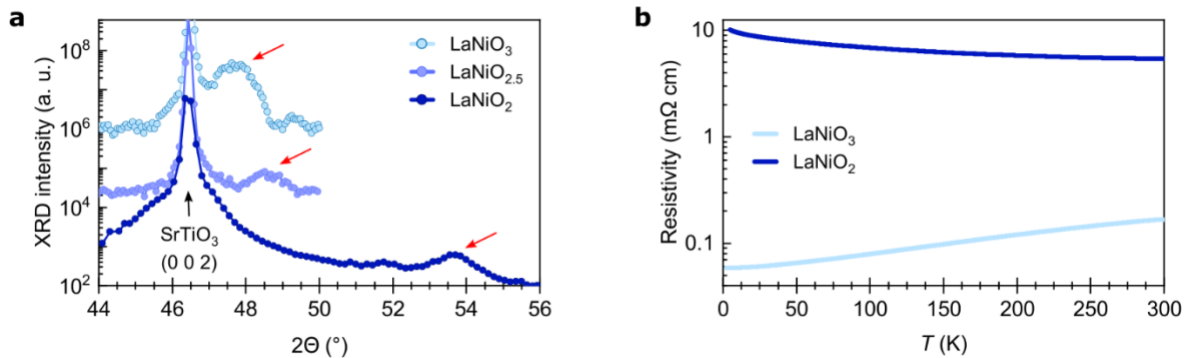 a
XRD intensity (a. u.)
10⁸
10⁶
10⁴
10²
LaNiO₃
LaNiO₂.₅
LaNiO₂
SrTiO₃
(0 0 2)
44 46 48 50 52 54 56
2Θ (°)
b
Resistivity (mΩ cm)
10
1
0.1
LaNiO₃
LaNiO₂
0 50 100 150 200 250 300
T (K)